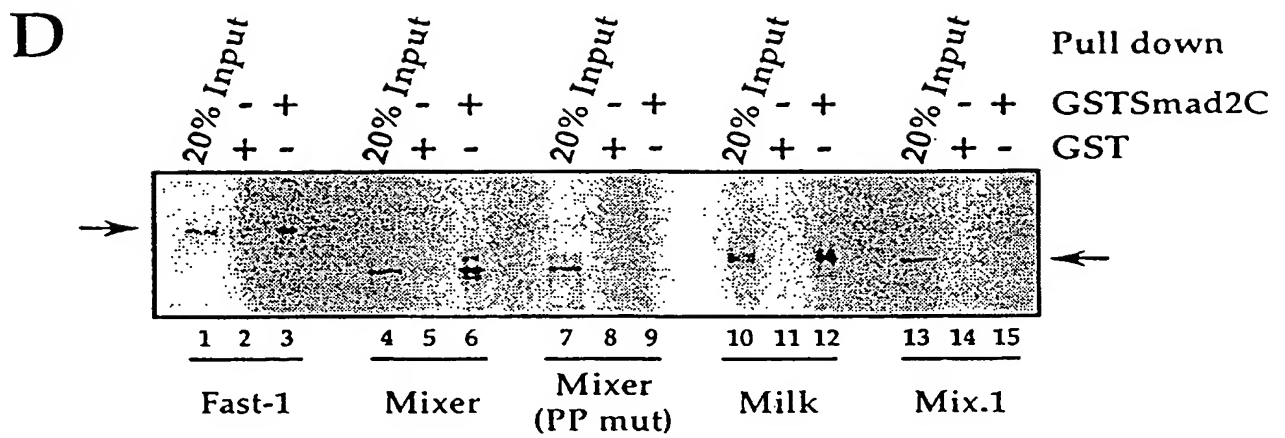 D
20% Input 20% Input 20% Input 20% Input 20% Input Pull down
- + - + - + - + - + GSTSmad2C
+ - + - + - + - + - GST
1 2 3 4 5 6 7 8 9 10 11 12 13 14 15
Fast-1 Mixer Mixer (PP mut) Milk Mix.1